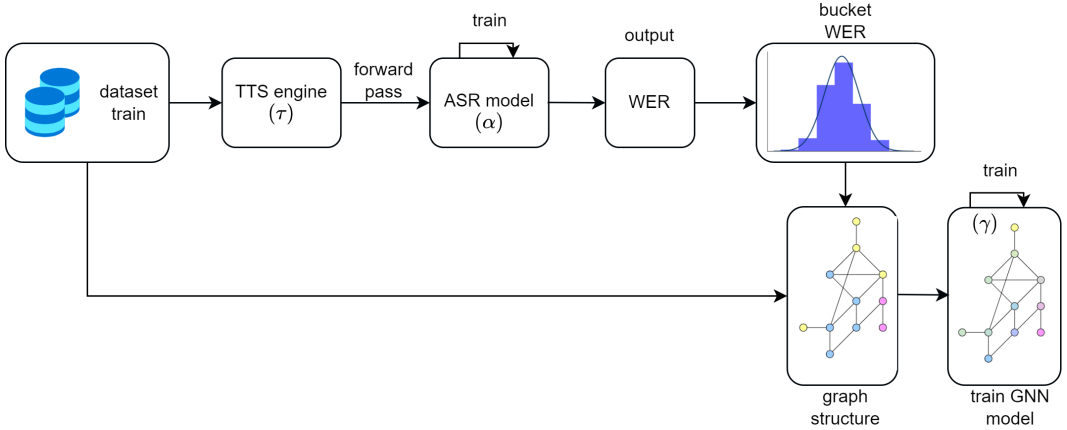 dataset
train
TTS engine
(τ)
forward
pass
train
ASR model
(α)
output
WER
bucket
WER
train
(γ)
graph
structure
train GNN
model